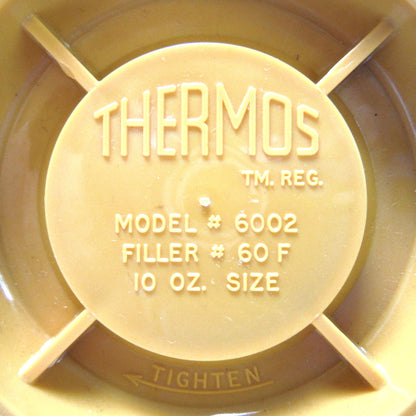 THERMOS
TM. REG.
MODEL # 6002
FILLER # 60 F
10 OZ. SIZE
TIGHTEN